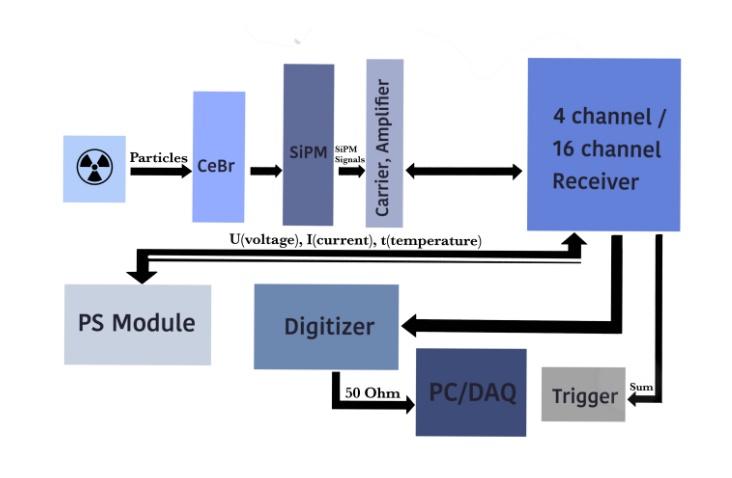 Particles
CeBr
SiPM
SiPM
Signals
Carrier, Amplifier
4 channel /
16 channel
Receiver
U(voltage), I(current), t(temperature)
PS Module
Digitizer
50 Ohm
PC/DAQ
Trigger
Sum